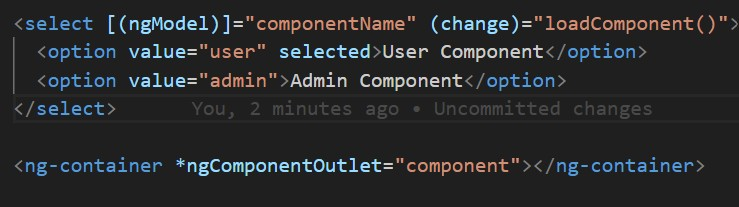 <select [(ngModel)]="componentName" (change)="loadComponent()">
<option value="user" selected>User Component</option>
<option value="admin">Admin Component</option>
</select> You, 2 minutes ago • Uncommitted changes
<ng-container *ngComponentOutlet="component"></ng-container>